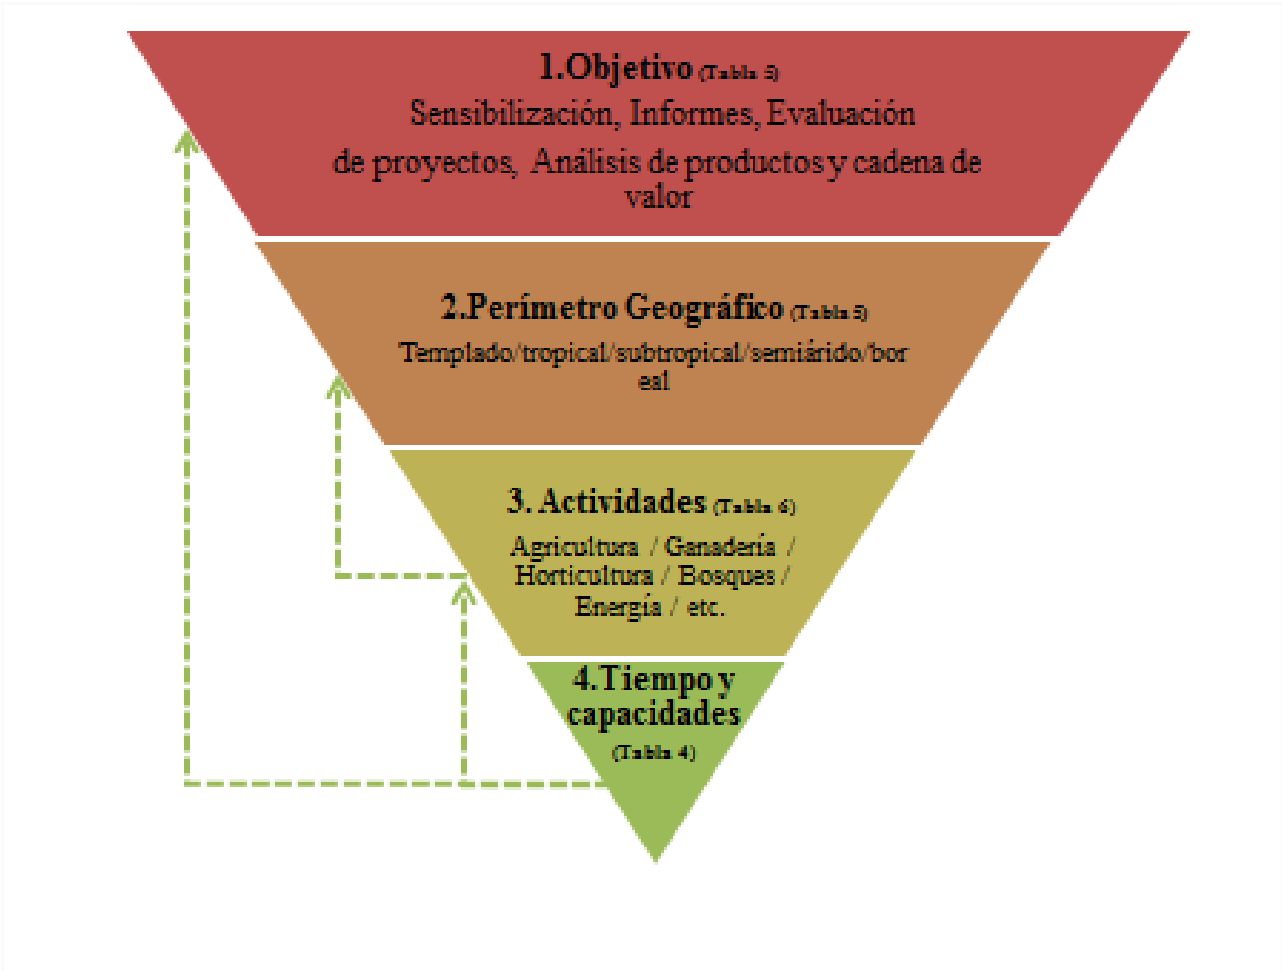 1.Objetivo (Tabla 5)
Sensibilización, Informes, Evaluación
de proyectos, Análisis de productos y cadena de
valor
2.Perímetro Geográfico (Tabla 5)
Templado/tropical/subtropical/semiárido/bor
eal
3. Actividades (Tabla 6)
Agricultura / Ganadería /
Horticultura / Bosques /
Energía / etc.
4.Tiempo y
capacidades
(Tabla 4)